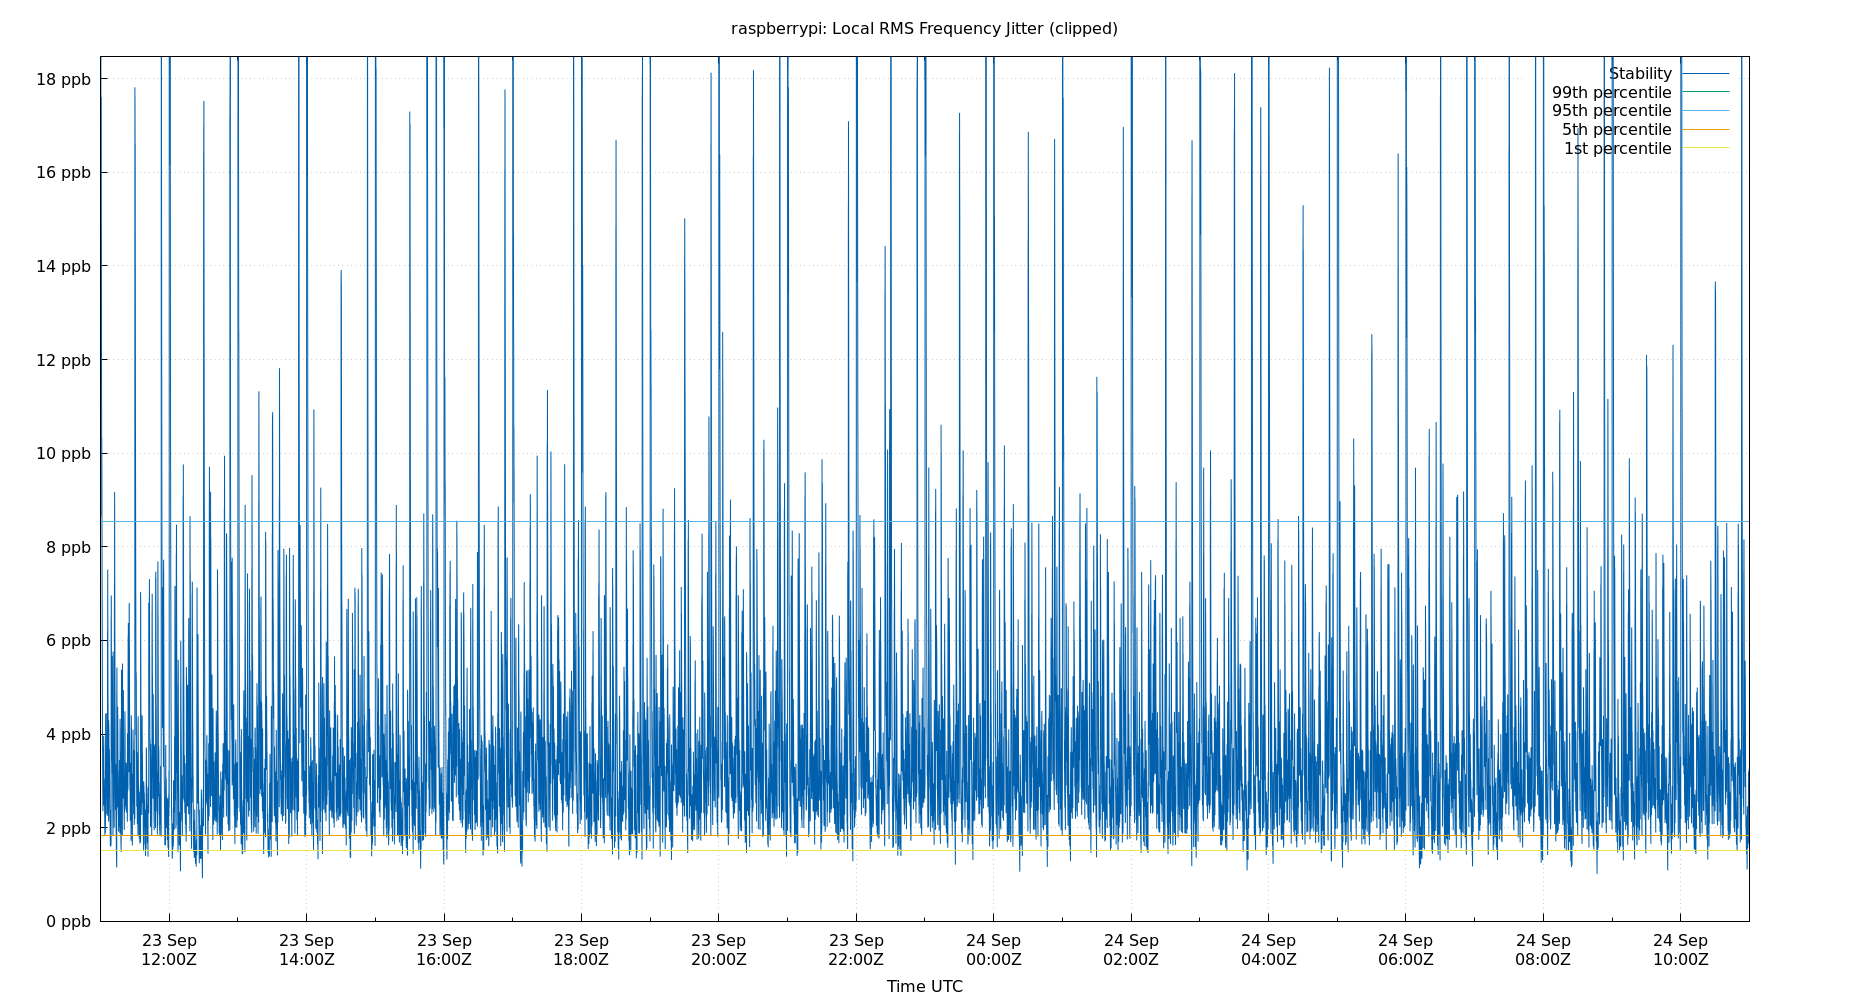 raspberrypi: Local RMS Frequency Jitter (clipped)
18 ppb
16 ppb
14 ppb
12 ppb
10 ppb
8 ppb
6 ppb
4 ppb
2 ppb
0 ppb
Stability
99th percentile
95th percentile
5th percentile
1st percentile
23 Sep 23 Sep 23 Sep 23 Sep 23 Sep 23 Sep 24 Sep 24 Sep 24 Sep 24 Sep 24 Sep 24 Sep
12:00Z 14:00Z 16:00Z 18:00Z 20:00Z 22:00Z 00:00Z 02:00Z 04:00Z 06:00Z 08:00Z 10:00Z
Time UTC